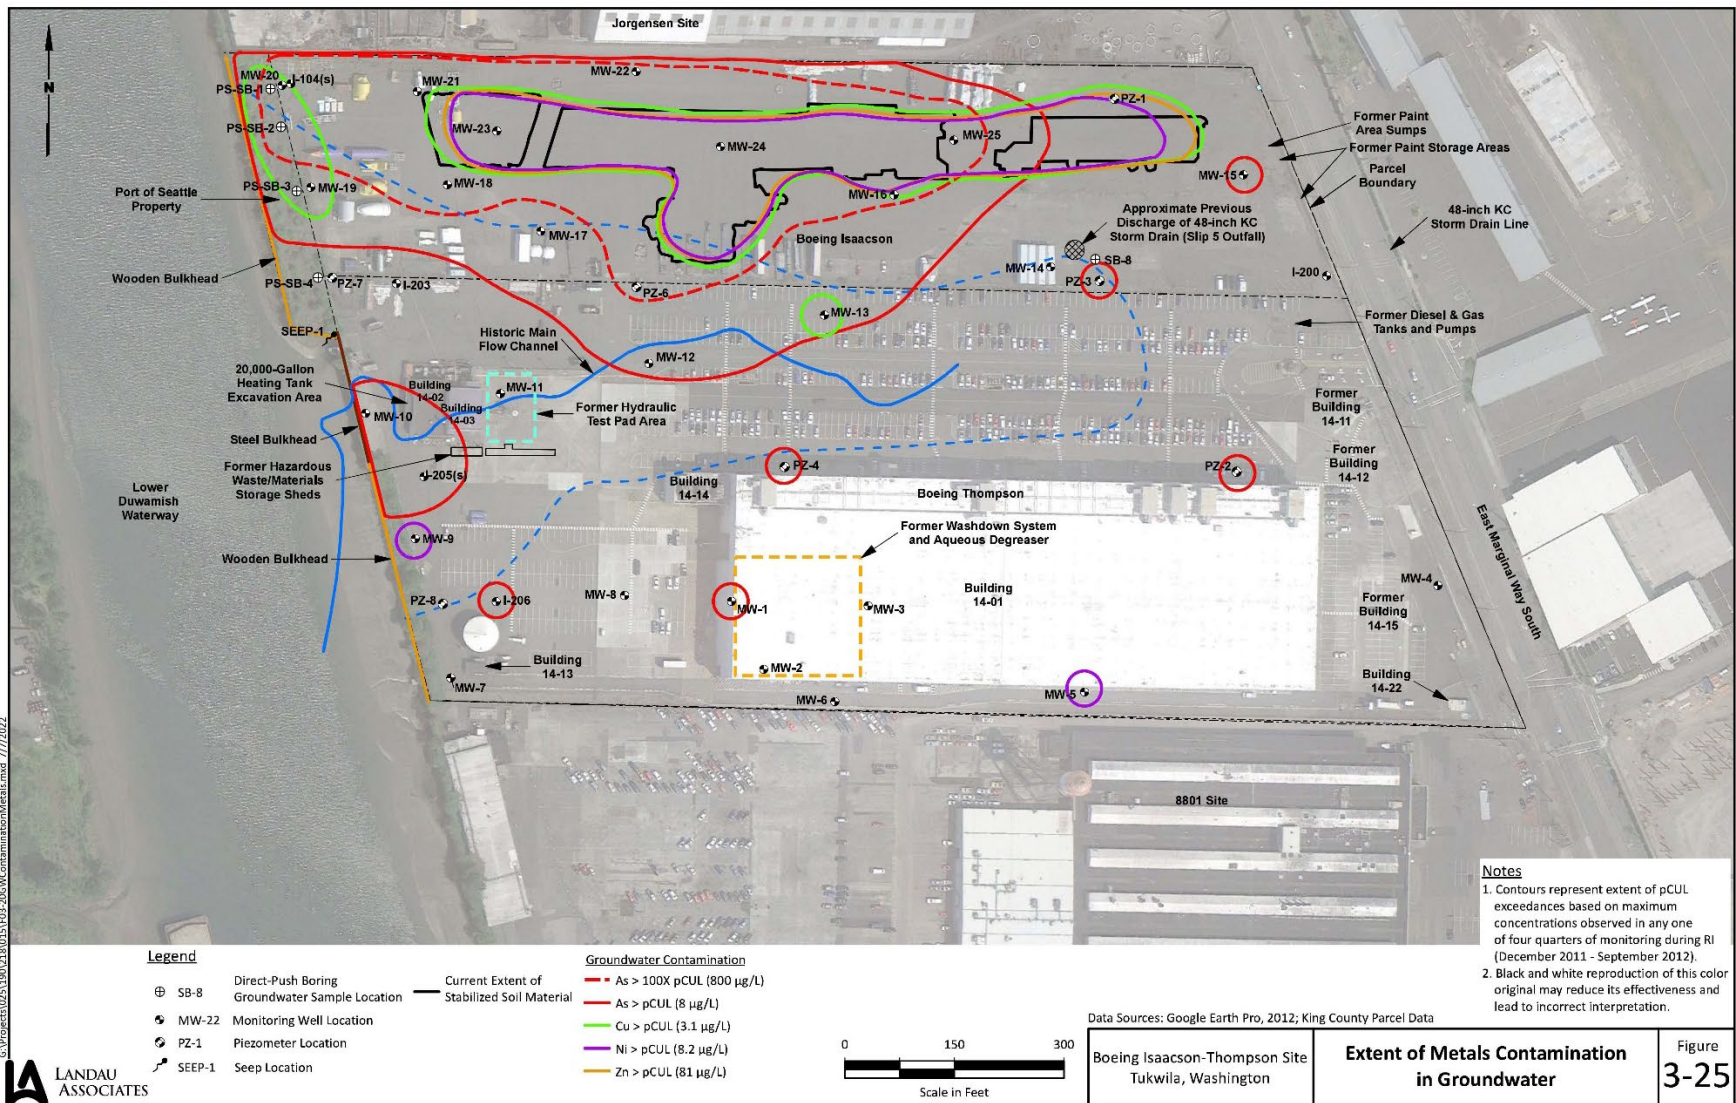 Jorgensen Site
N
MW-20
I-104(s)
PS-SB-1
MW-21
MW-22
PZ-1
PS-SB-2
MW-23
MW-24
MW-25
Former Paint
Area Sumps
Former Paint Storage Areas
Parcel
Boundary
PS-SB-3
MW-19
MW-18
MW-16
MW-15
Port of Seattle
Property
48-inch KC
Storm Drain Line
Approximate Previous
Discharge of 48-inch KC
Storm Drain (Slip 5 Outfall)
MW-17
Boeing Isaacson
SB-8
MW-14
PZ-3
I-200
Wooden Bulkhead
PS-SB-4
PZ-7
I-203
PZ-6
MW-13
Former Diesel & Gas
Tanks and Pumps
SEEP-1
Historic Main
Flow Channel
MW-12
20,000-Gallon
Heating Tank
Excavation Area
Building
14-02
Building
14-03
MW-11
MW-10
Former Hydraulic
Test Pad Area
Former
Building
14-11
Steel Bulkhead
Former Hazardous
Waste/Materials
Storage Sheds
I-205(s)
PZ-4
PZ-2
Former
Building
14-12
Building
14-14
Boeing Thompson
Lower
Duwamish
Waterway
Former Washdown System
and Aqueous Degreaser
East Marginal Way South
MW-9
Wooden Bulkhead
PZ-8
I-206
MW-8
MW-1
MW-3
Building
14-01
MW-4
Former
Building
14-15
Building
14-13
MW-7
MW-2
MW-6
MW-5
Building
14-22
8801 Site
G:\Projects\025\190\218\015\F03-20GWContaminationMetals.mxd 7/7/2022
Notes
1. Contours represent extent of pCUL
exceedances based on maximum
concentrations observed in any one
of four quarters of monitoring during RI
(December 2011 - September 2012).
2. Black and white reproduction of this color
original may reduce its effectiveness and
lead to incorrect interpretation.
Legend
SB-8 Direct-Push Boring
Groundwater Sample Location
MW-22 Monitoring Well Location
PZ-1 Piezometer Location
SEEP-1 Seep Location
Current Extent of
Stabilized Soil Material
Groundwater Contamination
As > 100X pCUL (800 µg/L)
As > pCUL (8 µg/L)
Cu > pCUL (3.1 µg/L)
Ni > pCUL (8.2 µg/L)
Zn > pCUL (81 µg/L)
0 150 300
Scale in Feet
Data Sources: Google Earth Pro, 2012; King County Parcel Data
LA LANDAU
ASSOCIATES
Boeing Isaacson-Thompson Site
Tukwila, Washington
Extent of Metals Contamination
in Groundwater
Figure
3-25